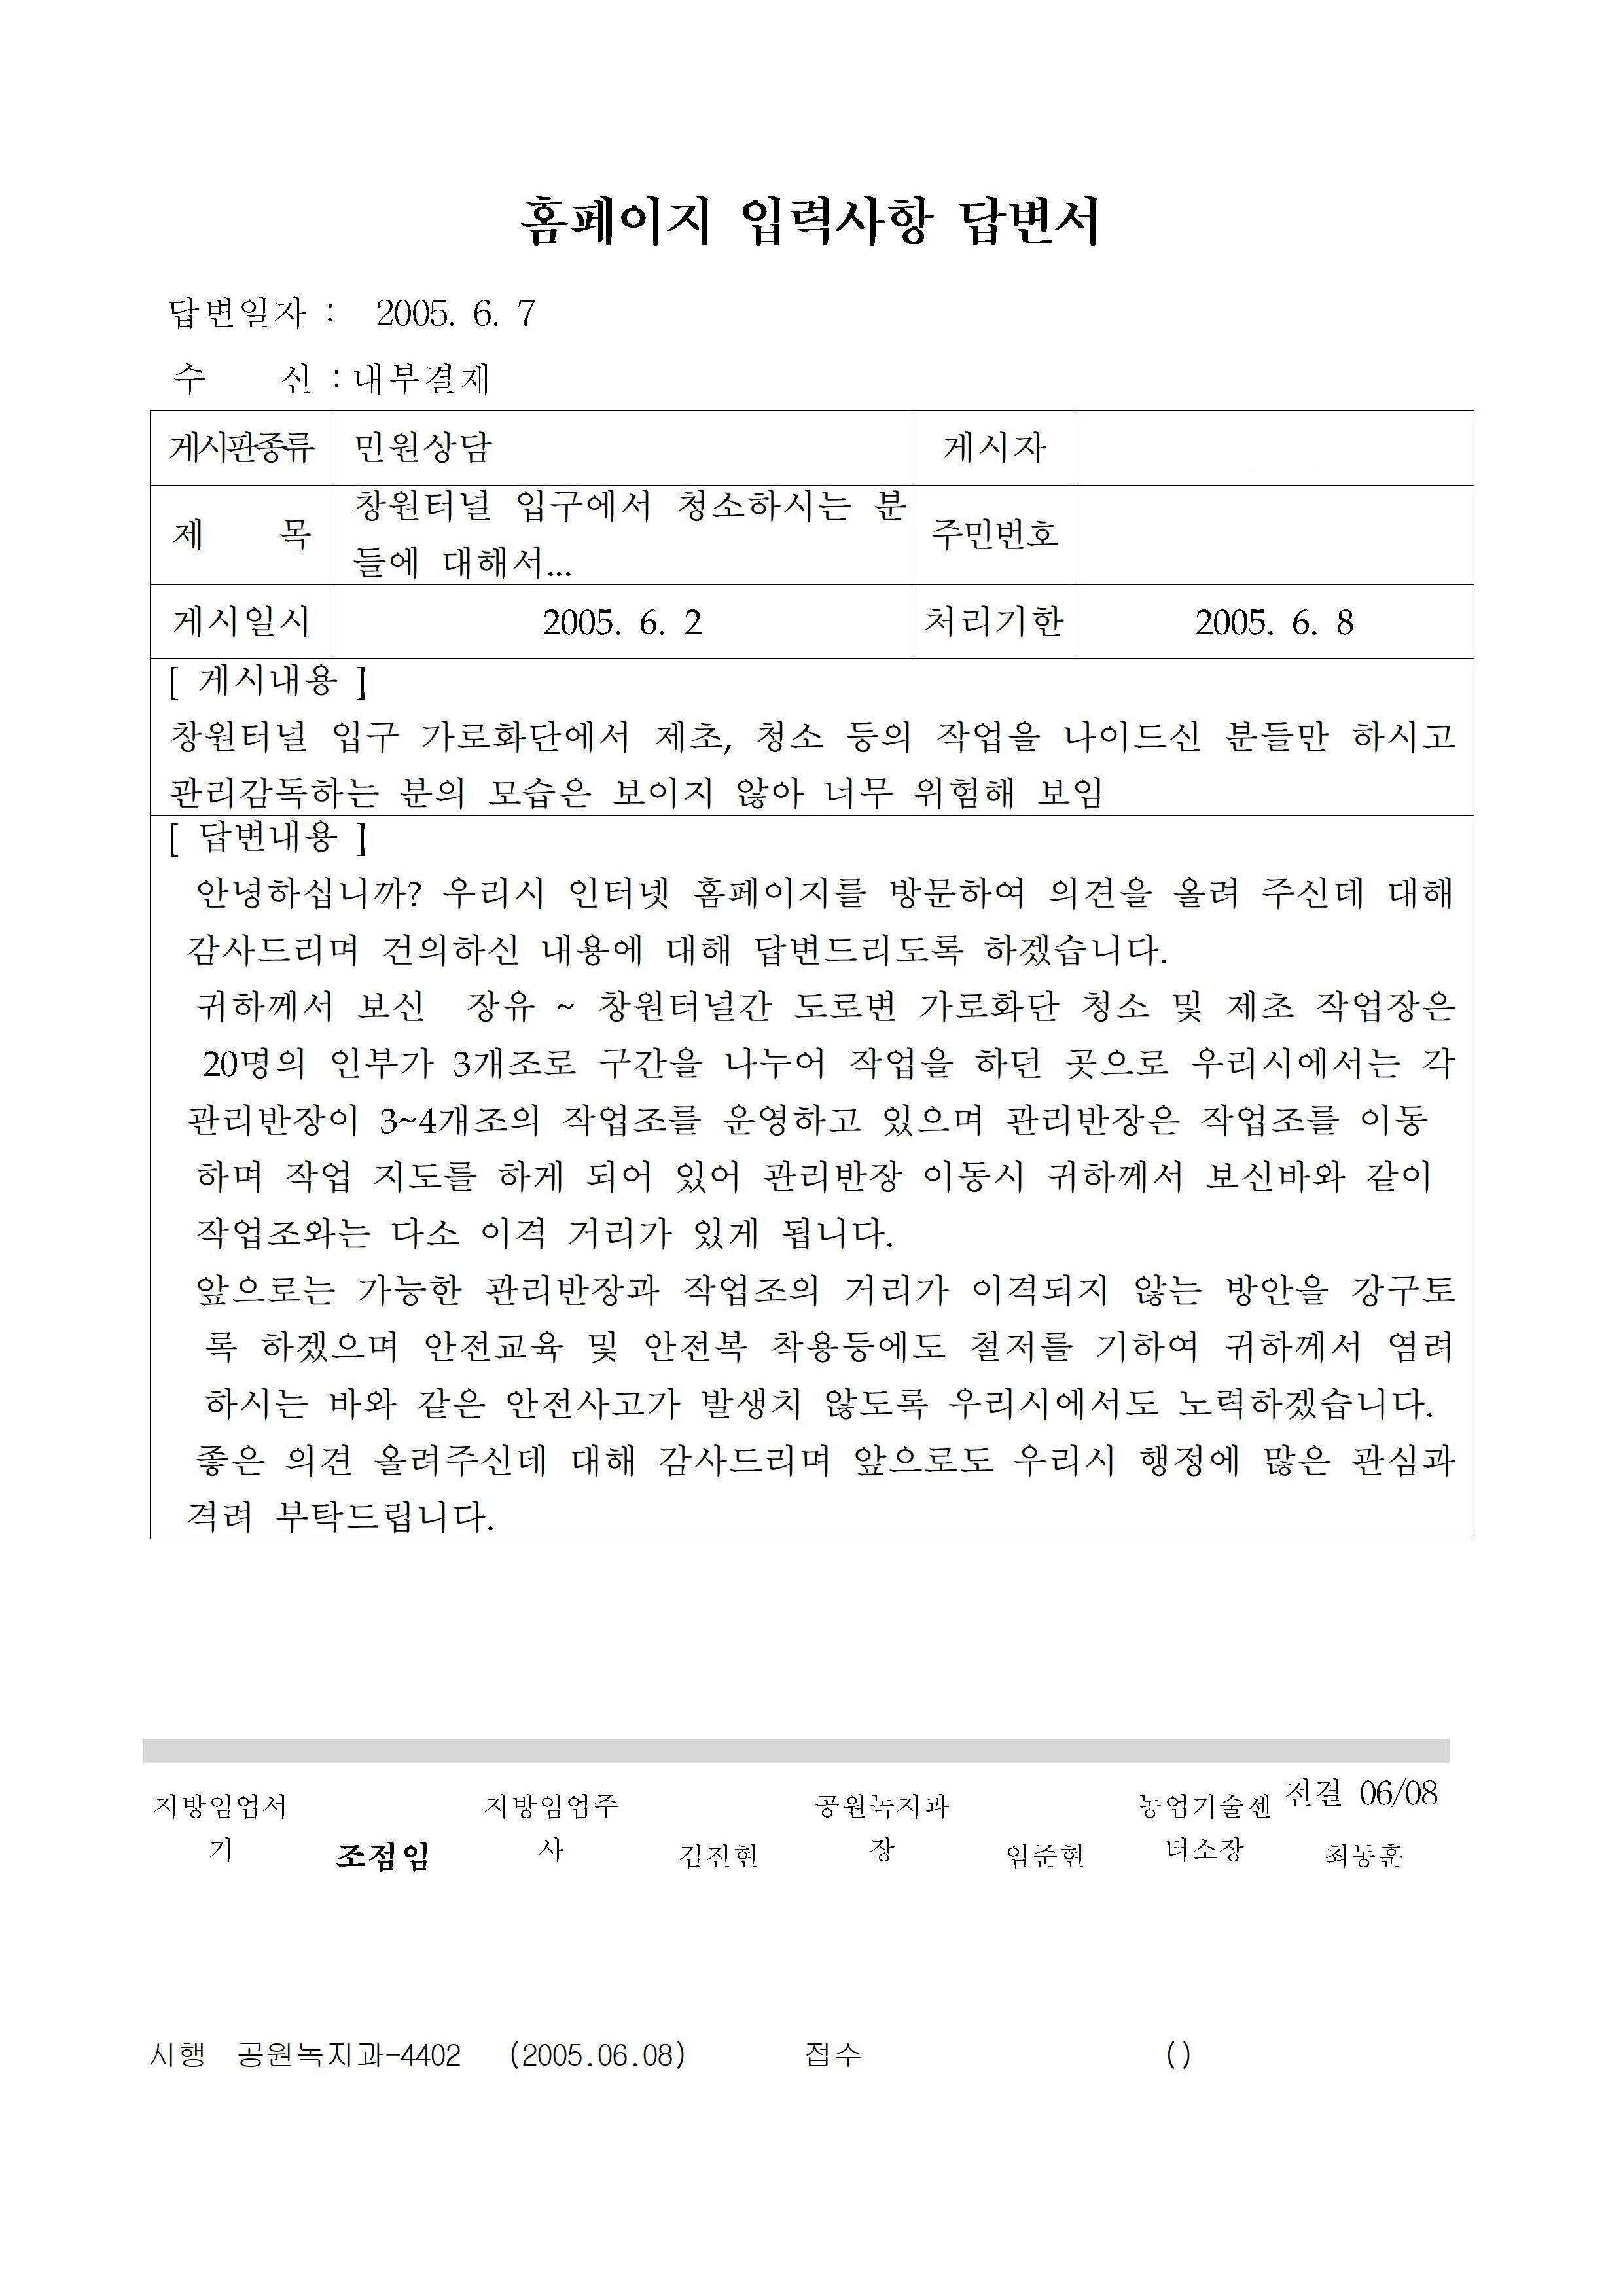 홈페이지 입력사항 답변서
답변일자 : 2005. 6. 7
수 신 : 내부결재
게시판종류 민원상담 게시자
제 목 창원터널 입구에서 청소하시는 분
들에 대해서... 주민번호
게시일시 2005. 6. 2 처리기한 2005. 6. 8
[ 게시내용 ]
창원터널 입구 가로화단에서 제초, 청소 등의 작업을 나이드신 분들만 하시고
관리감독하는 분의 모습은 보이지 않아 너무 위험해 보임
[ 답변내용 ]
안녕하십니까? 우리시 인터넷 홈페이지를 방문하여 의견을 올려 주신데 대해
감사드리며 건의하신 내용에 대해 답변드리도록 하겠습니다.
귀하께서 보신 장유 ~ 창원터널간 도로변 가로화단 청소 및 제초 작업장은
20명의 인부가 3개조로 구간을 나누어 작업을 하던 곳으로 우리시에서는 각
관리반장이 3~4개조의 작업조를 운영하고 있으며 관리반장은 작업조를 이동
하며 작업 지도를 하게 되어 있어 관리반장 이동시 귀하께서 보신바와 같이
작업조와는 다소 이격 거리가 있게 됩니다.
앞으로는 가능한 관리반장과 작업조의 거리가 이격되지 않는 방안을 강구토
록 하겠으며 안전교육 및 안전복 착용등에도 철저를 기하여 귀하께서 염려
하시는 바와 같은 안전사고가 발생치 않도록 우리시에서도 노력하겠습니다.
좋은 의견 올려주신데 대해 감사드리며 앞으로도 우리시 행정에 많은 관심과
격려 부탁드립니다.
지방임업서 지방임업주 공원녹지과 농업기술센 전결 06/08
기 조점임 사 김진현 장 임준현 터소장 최동훈
시행 공원녹지과-4402 (2005.06.08) 접수 ()